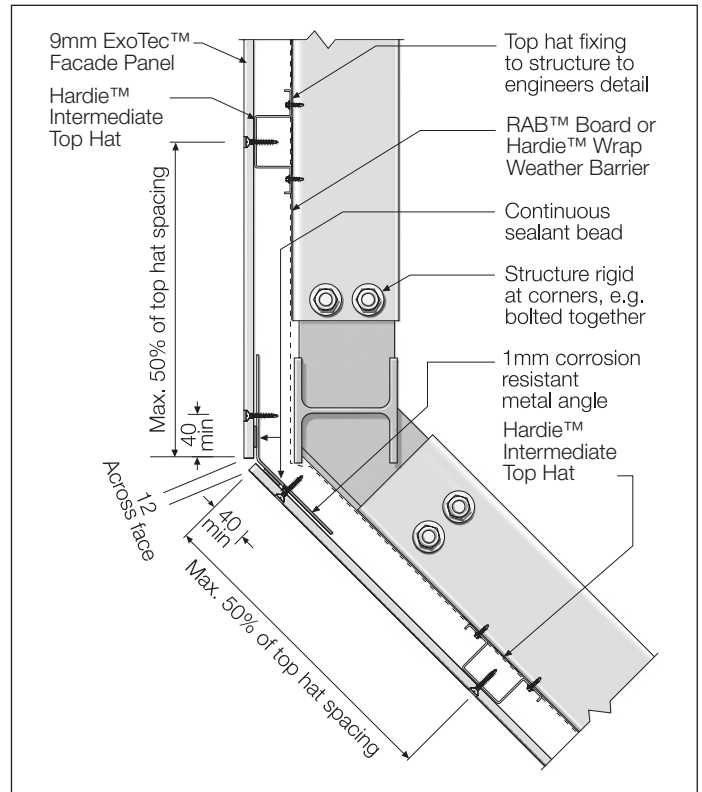 9mm ExoTec™
Facade Panel
Hardie™
Intermediate
Top Hat
Top hat fixing
to structure to
engineers detail
RAB™ Board or
Hardie™ Wrap
Weather Barrier
Continuous
sealant bead
Structure rigid
at corners, e.g.
bolted together
1mm corrosion
resistant
metal angle
Hardie™
Intermediate
Top Hat
Max. 50% of top hat spacing
40
min
12
Across face
40
min
Max. 50% of top hat spacing